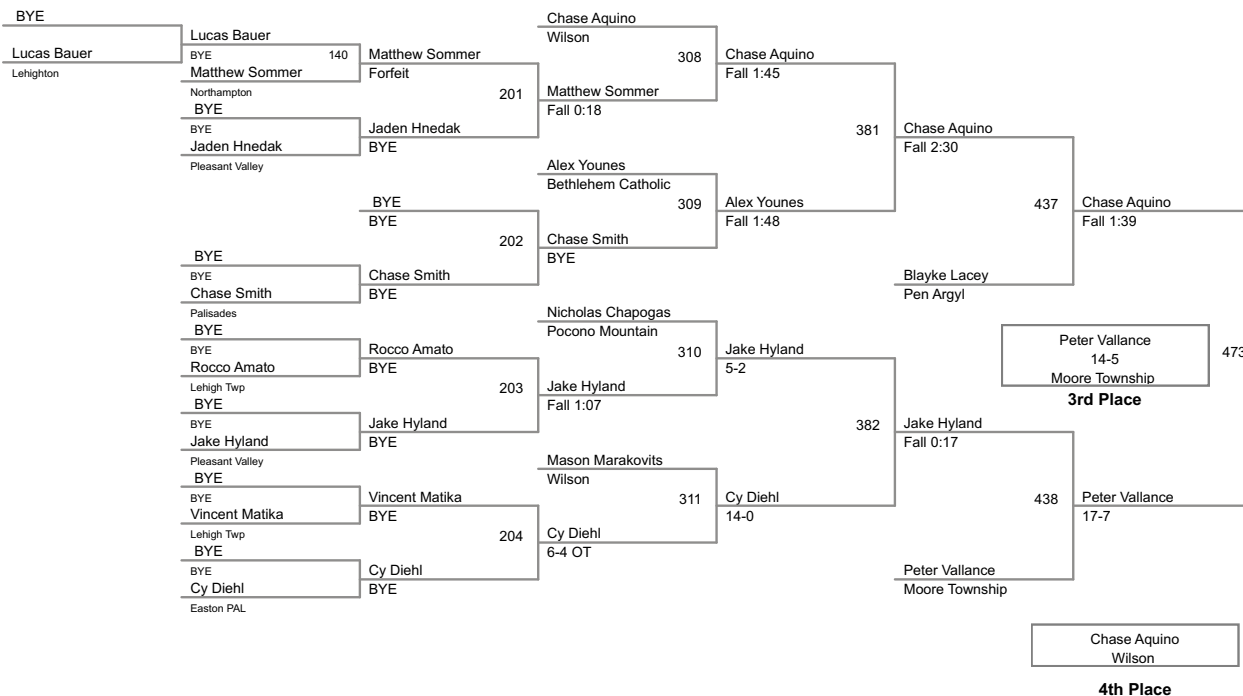 BYE
Lucas Bauer
Lehighton
Lucas Bauer
BYE
140
Matthew Sommer
Northampton
BYE
BYE
Jaden Hnedak
Pleasant Valley
BYE
BYE
Chase Smith
Palisades
BYE
BYE
Rocco Amato
Lehigh Twp
BYE
BYE
Jake Hyland
Pleasant Valley
BYE
BYE
Vincent Matika
Lehigh Twp
BYE
BYE
Cy Diehl
Easton PAL
Matthew Sommer
Forfeit
201
Jaden Hnedak
BYE
BYE
BYE
202
Chase Smith
BYE
Rocco Amato
BYE
203
Jake Hyland
BYE
Vincent Matika
BYE
204
Cy Diehl
BYE
Chase Aquino
Wilson
308
Matthew Sommer
Fall 0:18
Alex Younes
Bethlehem Catholic
309
Chase Smith
BYE
Nicholas Chapogas
Pocono Mountain
310
Jake Hyland
Fall 1:07
Mason Marakovits
Wilson
311
Cy Diehl
6-4 OT
Chase Aquino
Fall 1:45
381
Alex Younes
Fall 1:48
Jake Hyland
5-2
382
Cy Diehl
14-0
Chase Aquino
Fall 2:30
437
Blayke Lacey
Pen Argyl
Jake Hyland
Fall 0:17
438
Peter Vallance
Moore Township
Chase Aquino
Fall 1:39
Peter Vallance
17-7
Peter Vallance
14-5
Moore Township
473
3rd Place
Chase Aquino
Wilson
4th Place